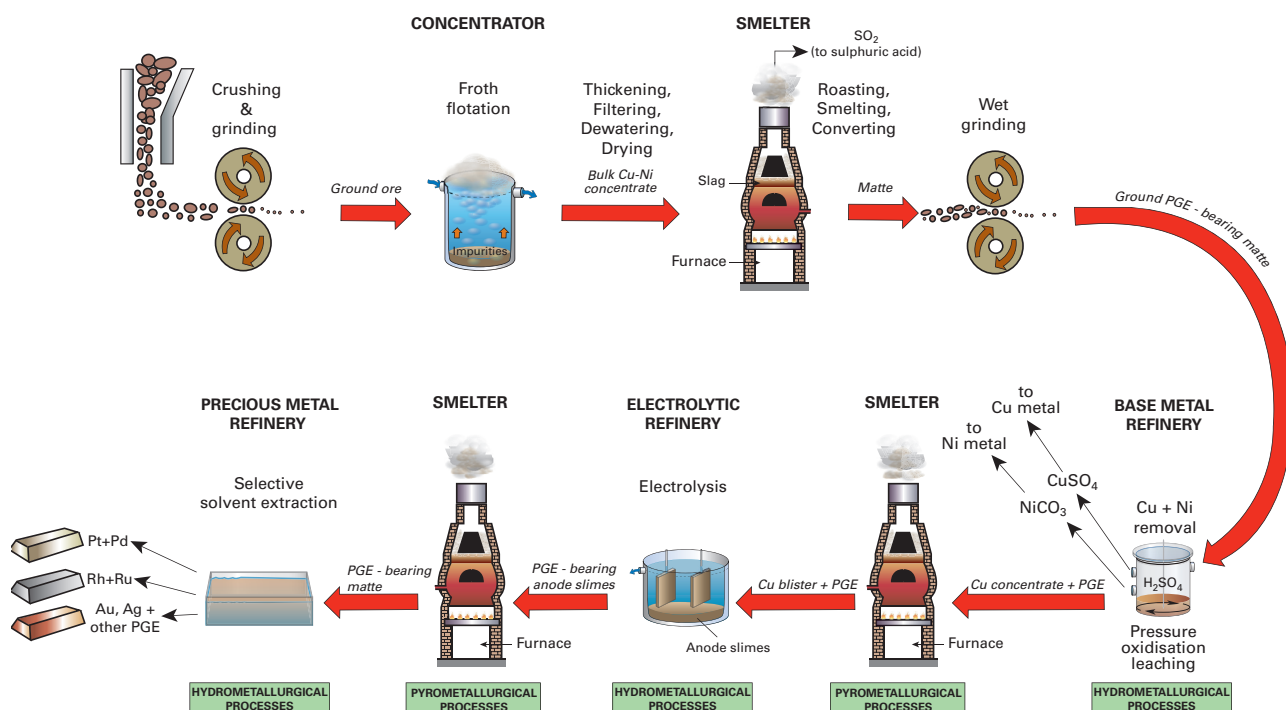 CONCENTRATOR
SMELTER
SO2
(to sulphuric acid)
Crushing
&
grinding
Froth
flotation
Thickening,
Filtering,
Dewatering,
Drying
Roasting,
Smelting,
Converting
Wet
grinding
Ground ore
Bulk Cu-Ni
concentrate
Slag
Matte
Impurities
Furnace
Ground PGE - bearing matte
PRECIOUS METAL
REFINERY
SMELTER
ELECTROLYTIC
REFINERY
SMELTER
to
Ni metal
to
Cu metal
BASE METAL
REFINERY
Selective
solvent extraction
Electrolysis
CuSO4
NiCO3
Cu + Ni
removal
Pt+Pd
Rh+Ru
Au, Ag +
other PGE
PGE - bearing
matte
PGE - bearing
anode slimes
Cu blister + PGE
Cu concentrate + PGE
H2SO4
Furnace
Anode slimes
Furnace
Pressure
oxidisation
leaching
HYDROMETALLURGICAL
PROCESSES
PYROMETALLURGICAL
PROCESSES
HYDROMETALLURGICAL
PROCESSES
PYROMETALLURGICAL
PROCESSES
HYDROMETALLURGICAL
PROCESSES